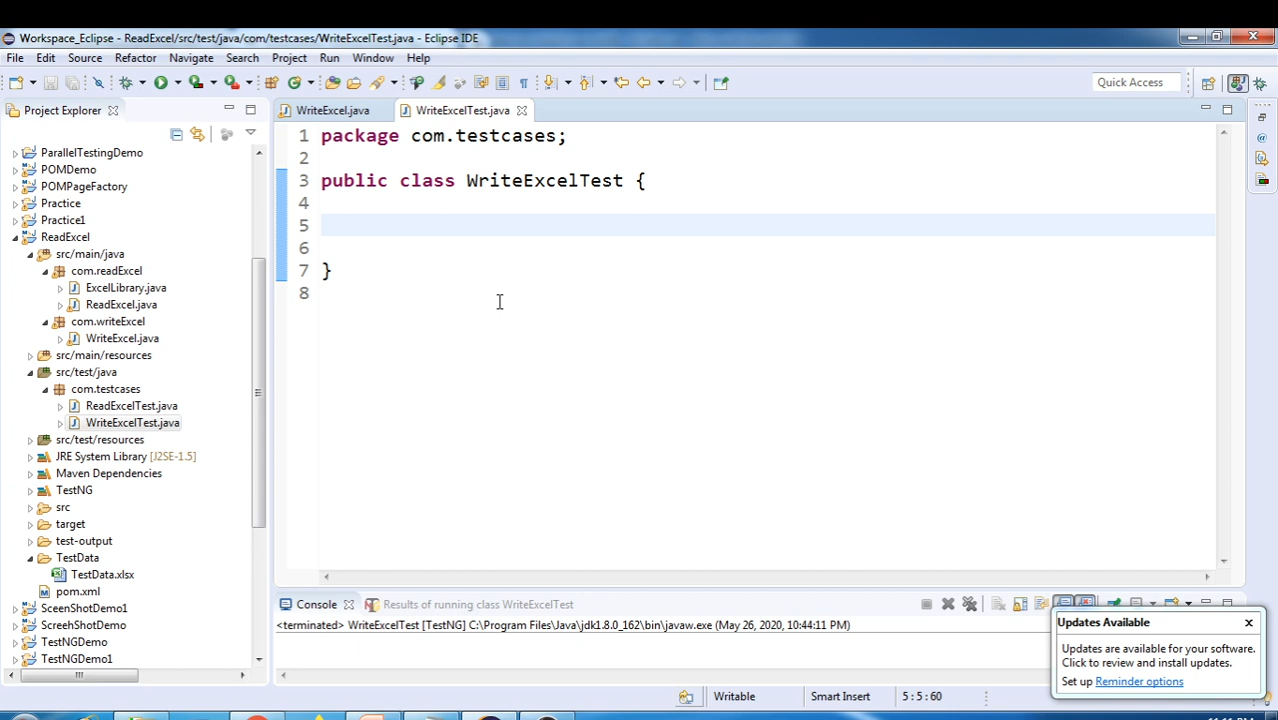 Workspace_Eclipse - ReadExcel/src/test/java/com/testcases/WriteExcelTest.java - Eclipse IDE
File Edit Source Refactor Navigate Search Project Run Window Help
Quick Access
Project Explorer
WriteExcel.java
WriteExcelTest.java
ParallelTestingDemo
POMDemo
POMPageFactory
Practice
Practice1
ReadExcel
src/main/java
com.readExcel
ExcelLibrary.java
ReadExcel.java
com.writeExcel
WriteExcel.java
src/main/resources
src/test/java
com.testcases
ReadExcelTest.java
WriteExcelTest.java
src/test/resources
JRE System Library [J2SE-1.5]
Maven Dependencies
TestNG
src
target
test-output
TestData
TestData.xlsx
pom.xml
SceenShotDemo1
ScreehShotDemo
TestNGDemo
TestNGDemo1
1 package com.testcases;
2
3 public class WriteExcelTest {
4
5
6
7 }
8
Console
Results of running class WriteExcelTest
<terminated> WriteExcelTest [TestNG] C:\Program Files\Java\jdk1.8.0_162\bin\javaw.exe (May 26, 2020, 10:44:11 PM)
Updates Available
Updates are available for your software.
Click to review and install updates.
Set up Reminder options
Writable
Smart Insert
5 : 5 : 60